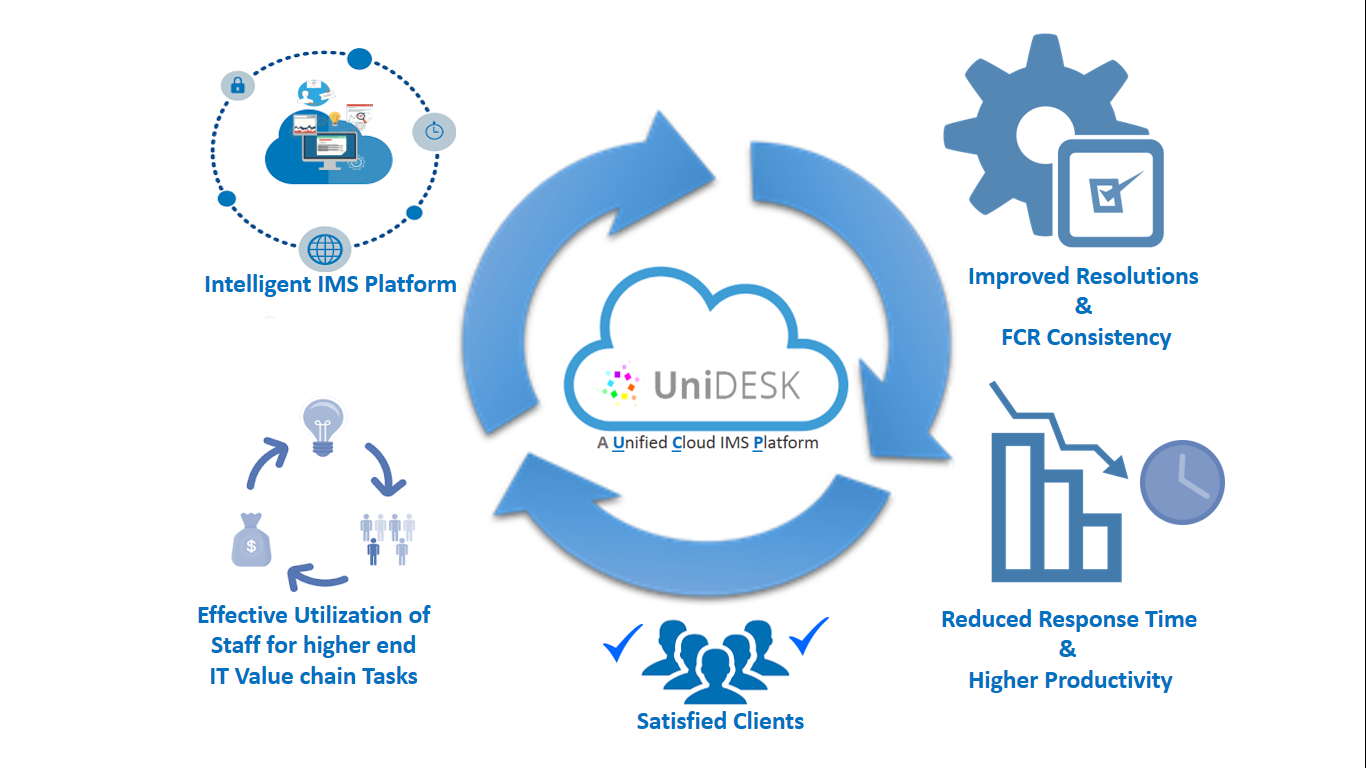 Intelligent IMS Platform
Improved Resolutions
&
FCR Consistency
UniDESK
A Unified Cloud IMS Platform
$
Effective Utilization of
Staff for higher end
IT Value chain Tasks
Reduced Response Time
&
Higher Productivity
Satisfied Clients